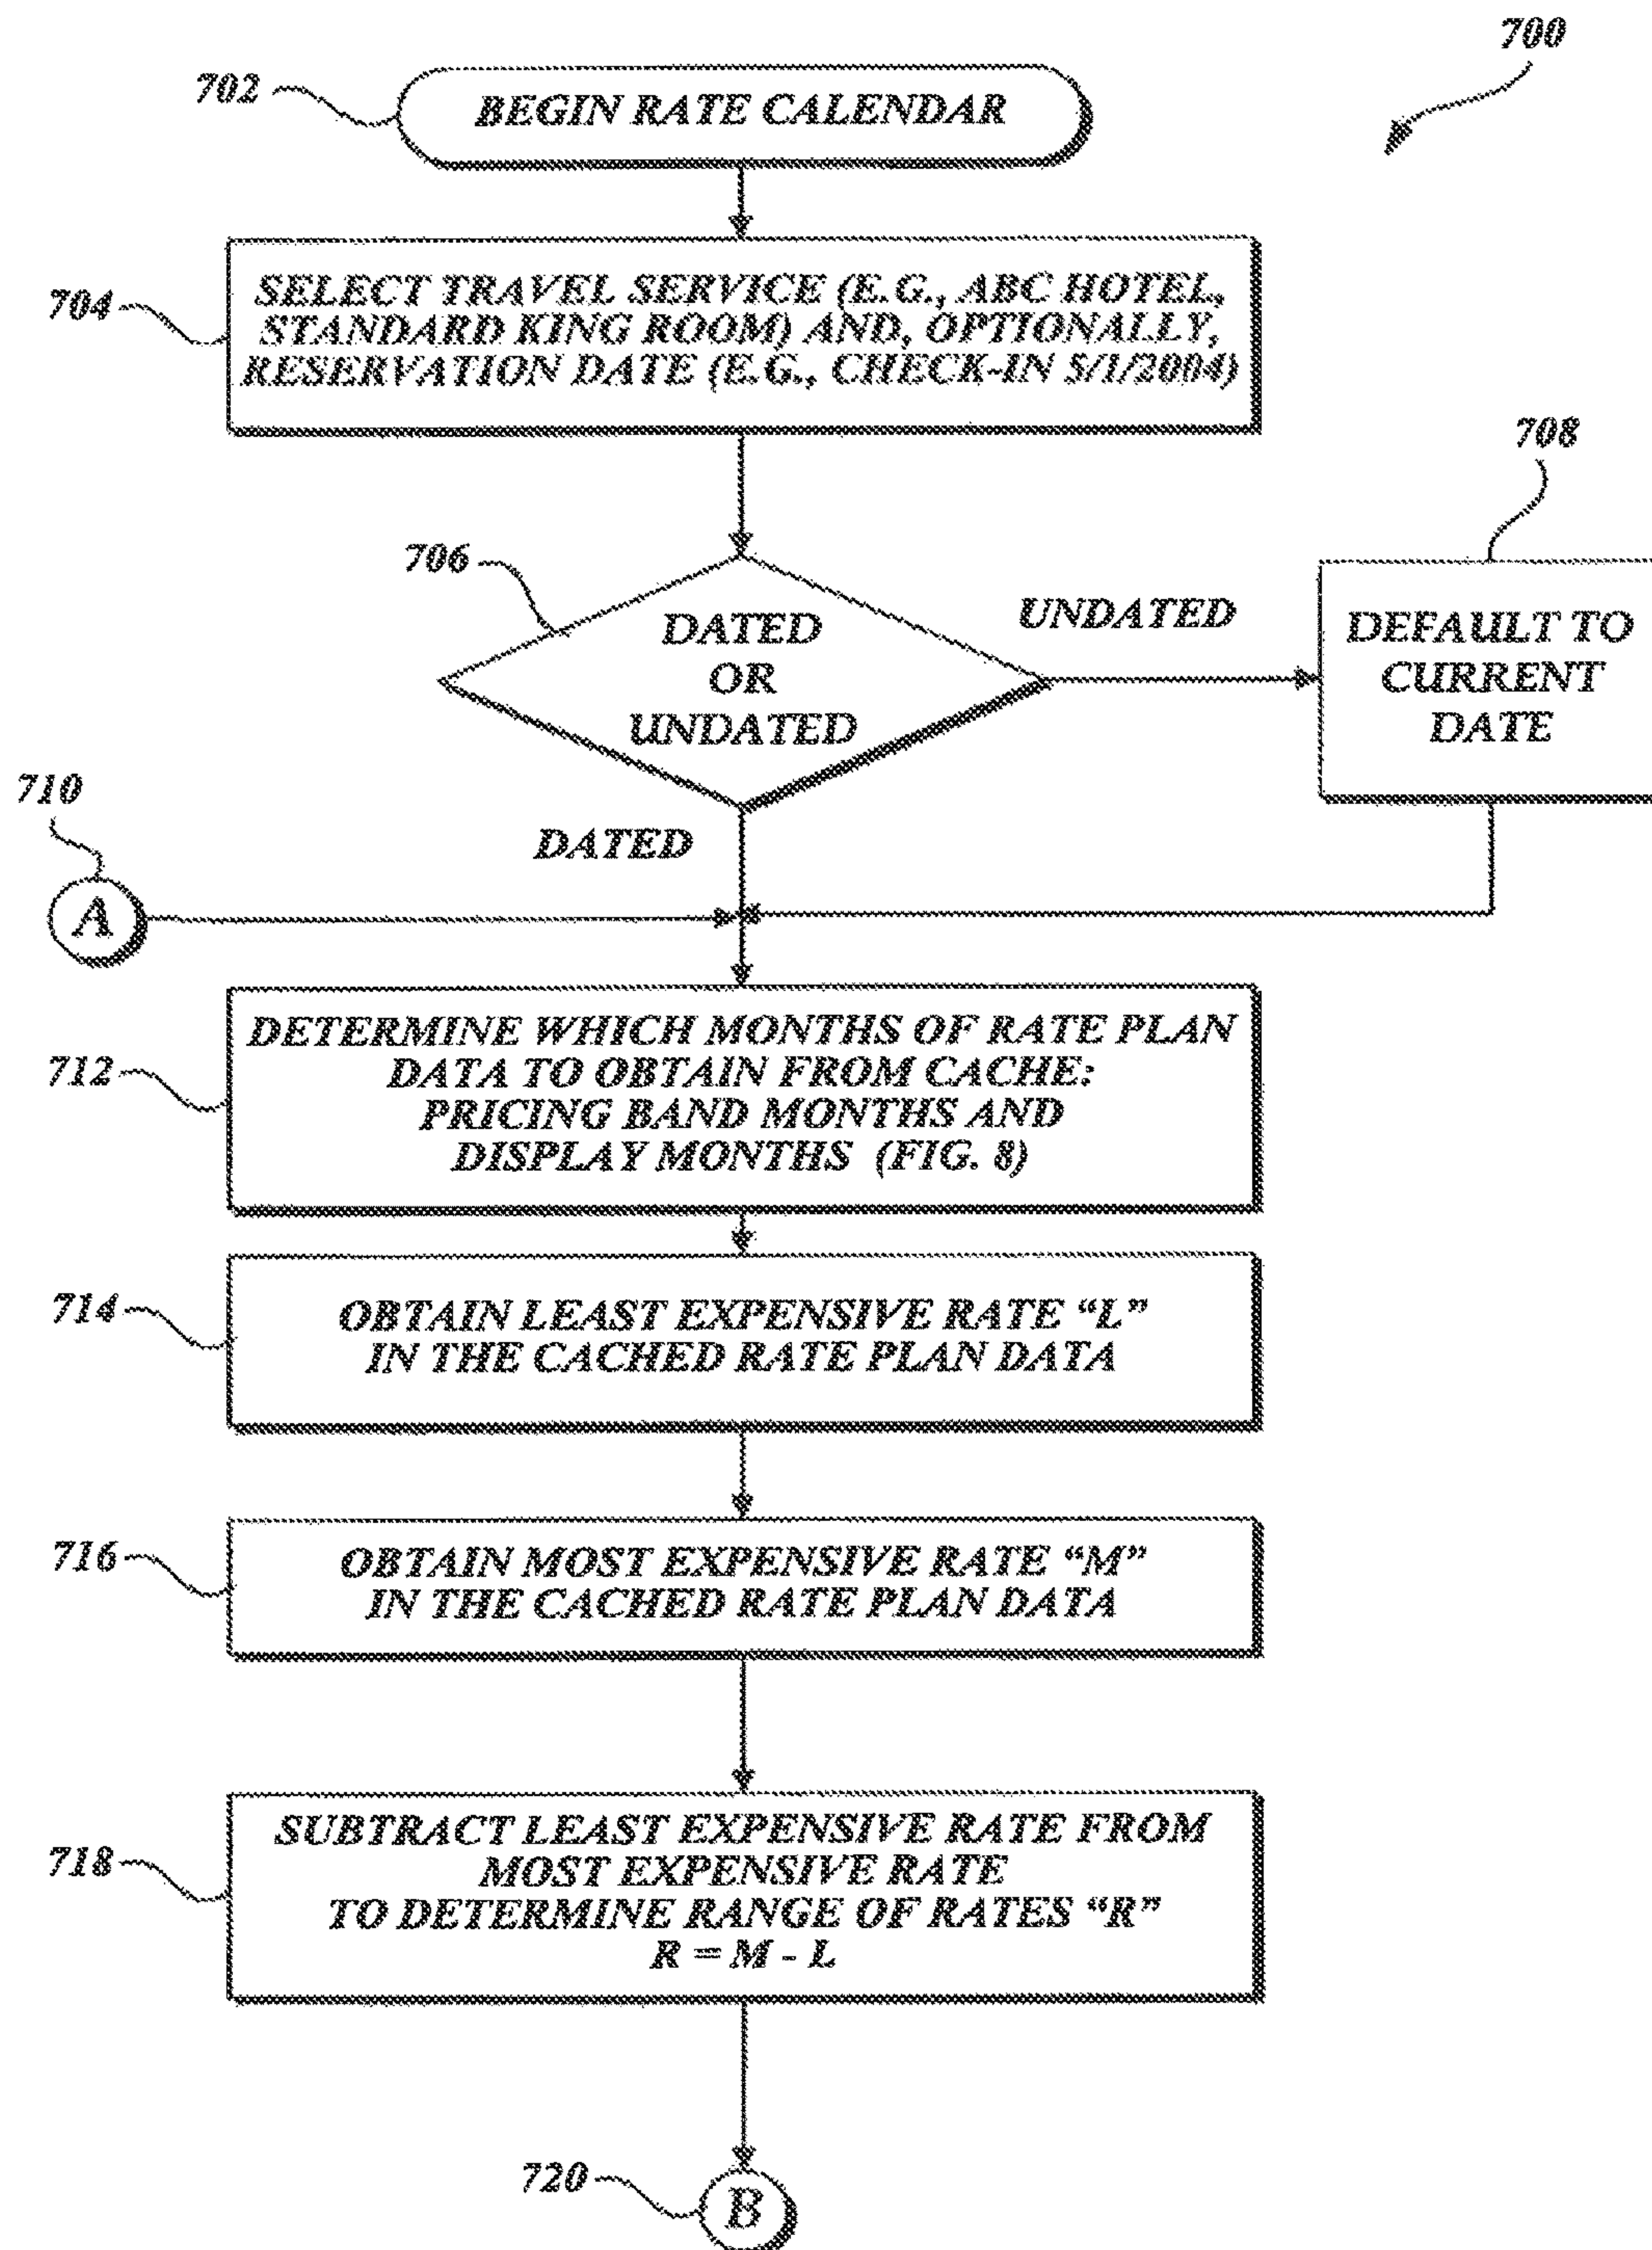 700
702
BEGIN RATE CALENDAR
704
SELECT TRAVEL SERVICE (E.G., ABC HOTEL,
STANDARD KING ROOM) AND, OPTIONALLY,
RESERVATION DATE (E.G., CHECK-IN 5/1/2004)
706
DATED
OR
UNDATED
UNDATED
708
DEFAULT TO
CURRENT
DATE
DATED
710
A
712
DETERMINE WHICH MONTHS OF RATE PLAN
DATA TO OBTAIN FROM CACHE:
PRICING BAND MONTHS AND
DISPLAY MONTHS (FIG. 8)
714
OBTAIN LEAST EXPENSIVE RATE “L”
IN THE CACHED RATE PLAN DATA
716
OBTAIN MOST EXPENSIVE RATE “M”
IN THE CACHED RATE PLAN DATA
718
SUBTRACT LEAST EXPENSIVE RATE FROM
MOST EXPENSIVE RATE
TO DETERMINE RANGE OF RATES “R”
R = M - L
720
B